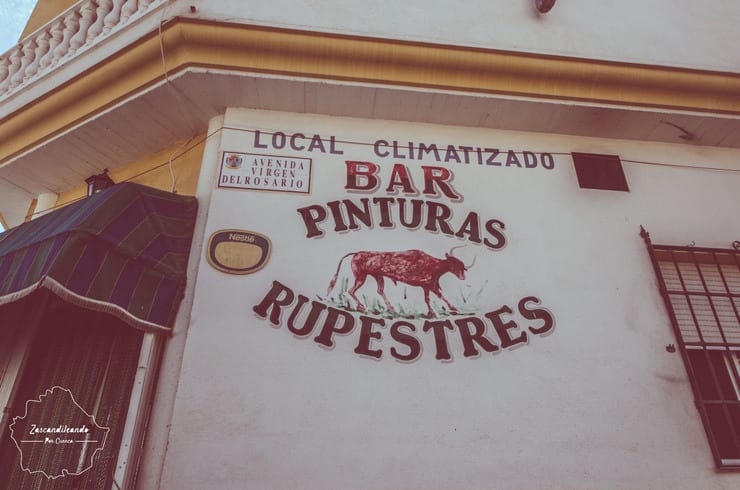 LOCAL CLIMATIZADO
AVENIDA
VIRGEN
DEL ROSARIO
BAR
PINTURAS
RUPESTRES
Nestlé
Zascandileando
Por Cuenca